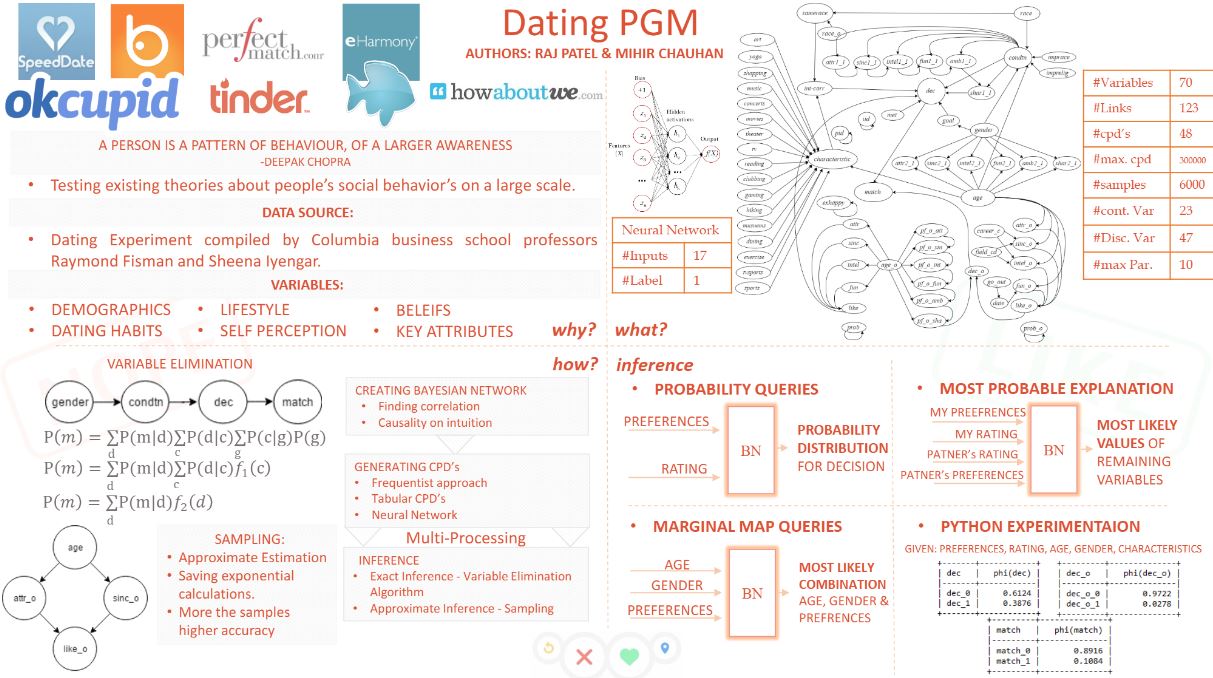 SpeedDate
perfect
match.com
eHarmony
okcupid
tinder
howaboutwe.com
Dating PGM
AUTHORS: RAJ PATEL & MIHIR CHAUHAN
A PERSON IS A PATTERN OF BEHAVIOUR, OF A LARGER AWARENESS
-DEEPAK CHOPRA
• Testing existing theories about people's social behavior's on a large scale.
DATA SOURCE:
• Dating Experiment compiled by Columbia business school professors
Raymond Fisman and Sheena Iyengar.
VARIABLES:
• DEMOGRAPHICS • LIFESTYLE • BELEIFS
• DATING HABITS • SELF PERCEPTION • KEY ATTRIBUTES
why?
what?
Bias
+1
Hidden
activations
Output
Features
(X)
f(X)
Neural Network
#Inputs 17
#Label 1
art
yoga
shopping
music
concerts
movies
theater
tv
reading
clubbing
gaming
hiking
museums
dining
exercise
tvsports
sports
samerace
race
race_o
attr1_1
sinc1_1
intel1_1
fun1_1
amb1_1
condtn
imprace
imprelig
int-corr
dec
shar1_1
met
goal
pid
iid
gender
characteristic
attr2_1
sinc2_1
intel2_1
fun2_1
amb2_1
shar2_1
match
age
exhappy
attr
sinc
intel
fun
like
prob
age_o
pf_o_att
pf_o_sin
pf_o_int
pf_o_fun
pf_o_amb
pf_o_sha
dec_o
career_c
field_cd
go_out
date
attr_o
sinc_o
intel_o
fun_o
like_o
prob_o
#Variables 70
#Links 123
#cpd's 48
#max. cpd 300000
#samples 6000
#cont. Var 23
#Disc. Var 47
#max Par. 10
how?
inference
VARIABLE ELIMINATION
gender condtn dec match
P(m) = ∑P(m|d)∑P(d|c)∑P(c|g)P(g)
d c g
P(m) = ∑P(m|d)∑P(d|c)f₁(c)
d c
P(m) = ∑P(m|d)f₂(d)
d
age
attr_o
sinc_o
like_o
SAMPLING:
• Approximate Estimation
• Saving exponential
calculations.
• More the samples
higher accuracy
CREATING BAYESIAN NETWORK
• Finding correlation
• Causality on intuition
GENERATING CPD's
• Frequentist approach
• Tabular CPD's
• Neural Network
Multi-Processing
INFERENCE
• Exact Inference - Variable Elimination
Algorithm
• Approximate Inference - Sampling
• PROBABILITY QUERIES
PREFERENCES
RATING
BN
PROBABILITY
DISTRIBUTION
FOR DECISION
• MOST PROBABLE EXPLANATION
MY PREEFRENCES
MY RATING
PATNER's RATING
PATNER's PREFERENCES
BN
MOST LIKELY
VALUES OF
REMAINING
VARIABLES
• MARGINAL MAP QUERIES
AGE
GENDER
PREFERENCES
BN
MOST LIKELY
COMBINATION
AGE, GENDER &
PREFRENCES
• PYTHON EXPERIMENTAION
GIVEN: PREFERENCES, RATING, AGE, GENDER, CHARACTERISTICS
| dec | phi(dec) |
| dec_0 | 0.6124 |
| dec_1 | 0.3876 |
| dec_o | phi(dec_o) |
| dec_o_0 | 0.9722 |
| dec_o_1 | 0.0278 |
| match | phi(match) |
| match_0 | 0.8916 |
| match_1 | 0.1084 |